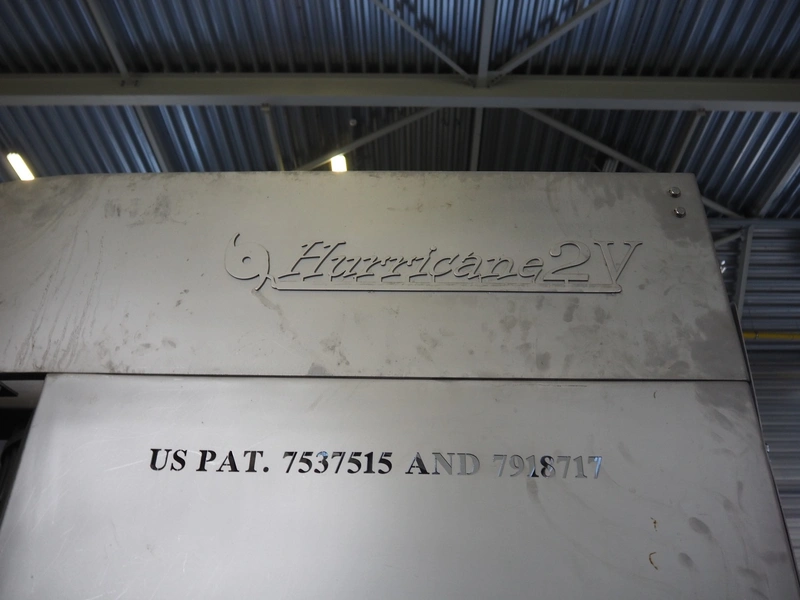 Hurricane2V
US PAT. 7537515 AND 7918717